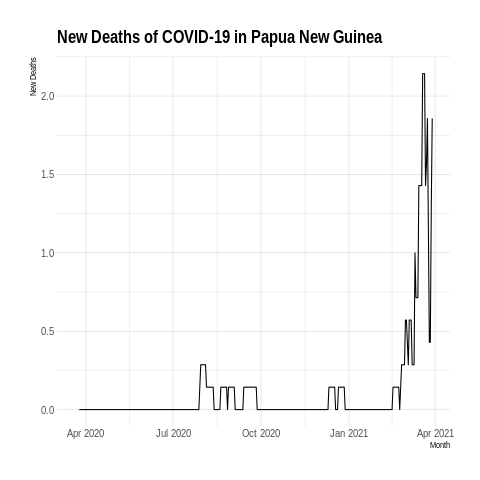 New Deaths of COVID-19 in Papua New Guinea
New Deaths
2.0
1.5
1.0
0.5
0.0
Apr 2020 Jul 2020 Oct 2020 Jan 2021 Apr 2021
Month